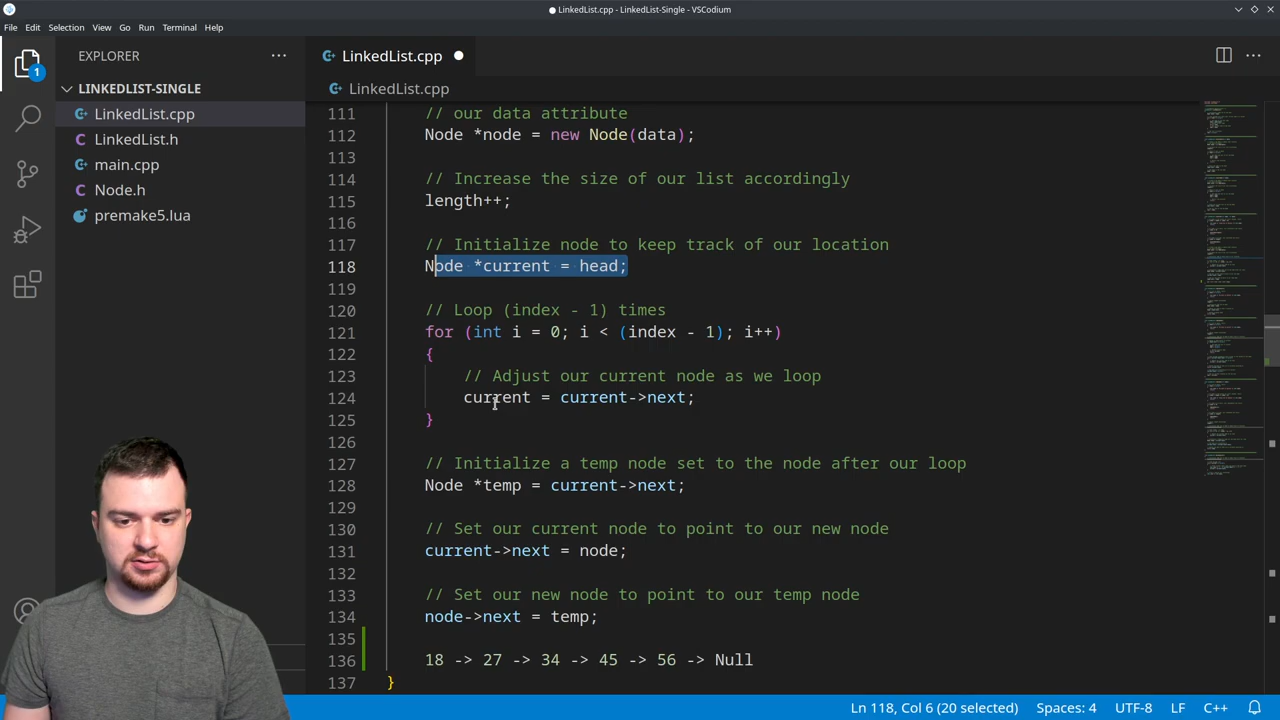 LinkedList.cpp - LinkedList-Single - VSCodium
File Edit Selection View Go Run Terminal Help
EXPLORER
LINKEDLIST-SINGLE
LinkedList.cpp
LinkedList.h
main.cpp
Node.h
premake5.lua
1
LinkedList.cpp
LinkedList.cpp
111 // our data attribute
112 Node *node = new Node(data);
113
114 // Increase the size of our list accordingly
115 length++;
116
117 // Initialize node to keep track of our location
118 Node *current = head;
119
120 // Loop (index - 1) times
121 for (int = 0; i < (index - 1); i++)
122 {
123 // Adjust our current node as we loop
124 current = current->next;
125 }
126
127 // Initialize a temp node set to the node after our loop
128 Node *temp = current->next;
129
130 // Set our current node to point to our new node
131 current->next = node;
132
133 // Set our new node to point to our temp node
134 node->next = temp;
135
136 18 -> 27 -> 34 -> 45 -> 56 -> Null
137 }
Ln 118, Col 6 (20 selected) Spaces: 4 UTF-8 LF C++